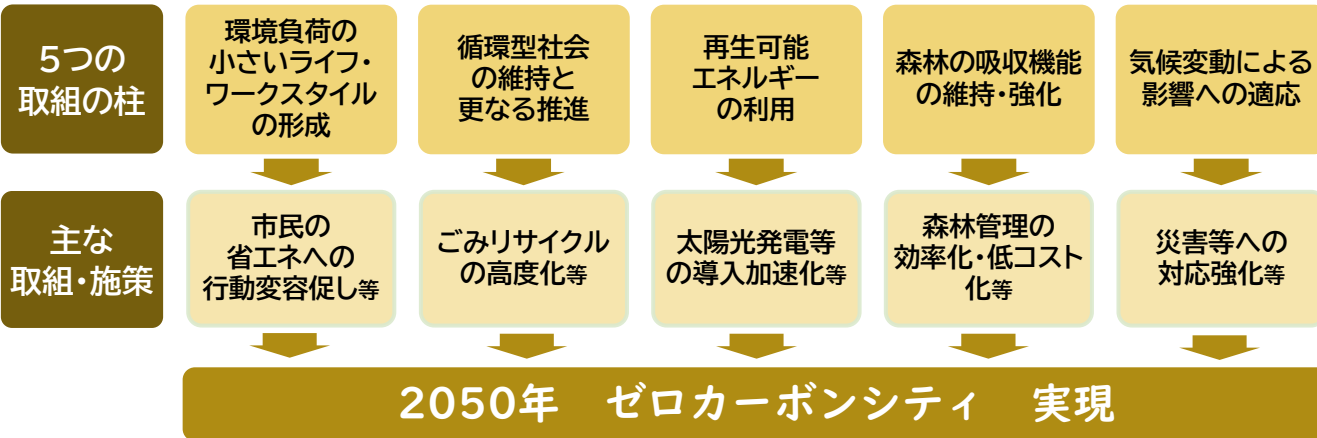 5つの
取組の柱
環境負荷の
小さいライフ・
ワークスタイル
の形成
循環型社会
の維持と
更なる推進
再生可能
エネルギー
の利用
森林の吸収機能
の維持・強化
気候変動による
影響への適応
主な
取組・施策
市民の
省エネへの
行動変容促し等
ごみリサイクル
の高度化等
太陽光発電等
の導入加速化等
森林管理の
効率化・低コスト
化等
災害等への
対応強化等
2050年　ゼロカーボンシティ　実現